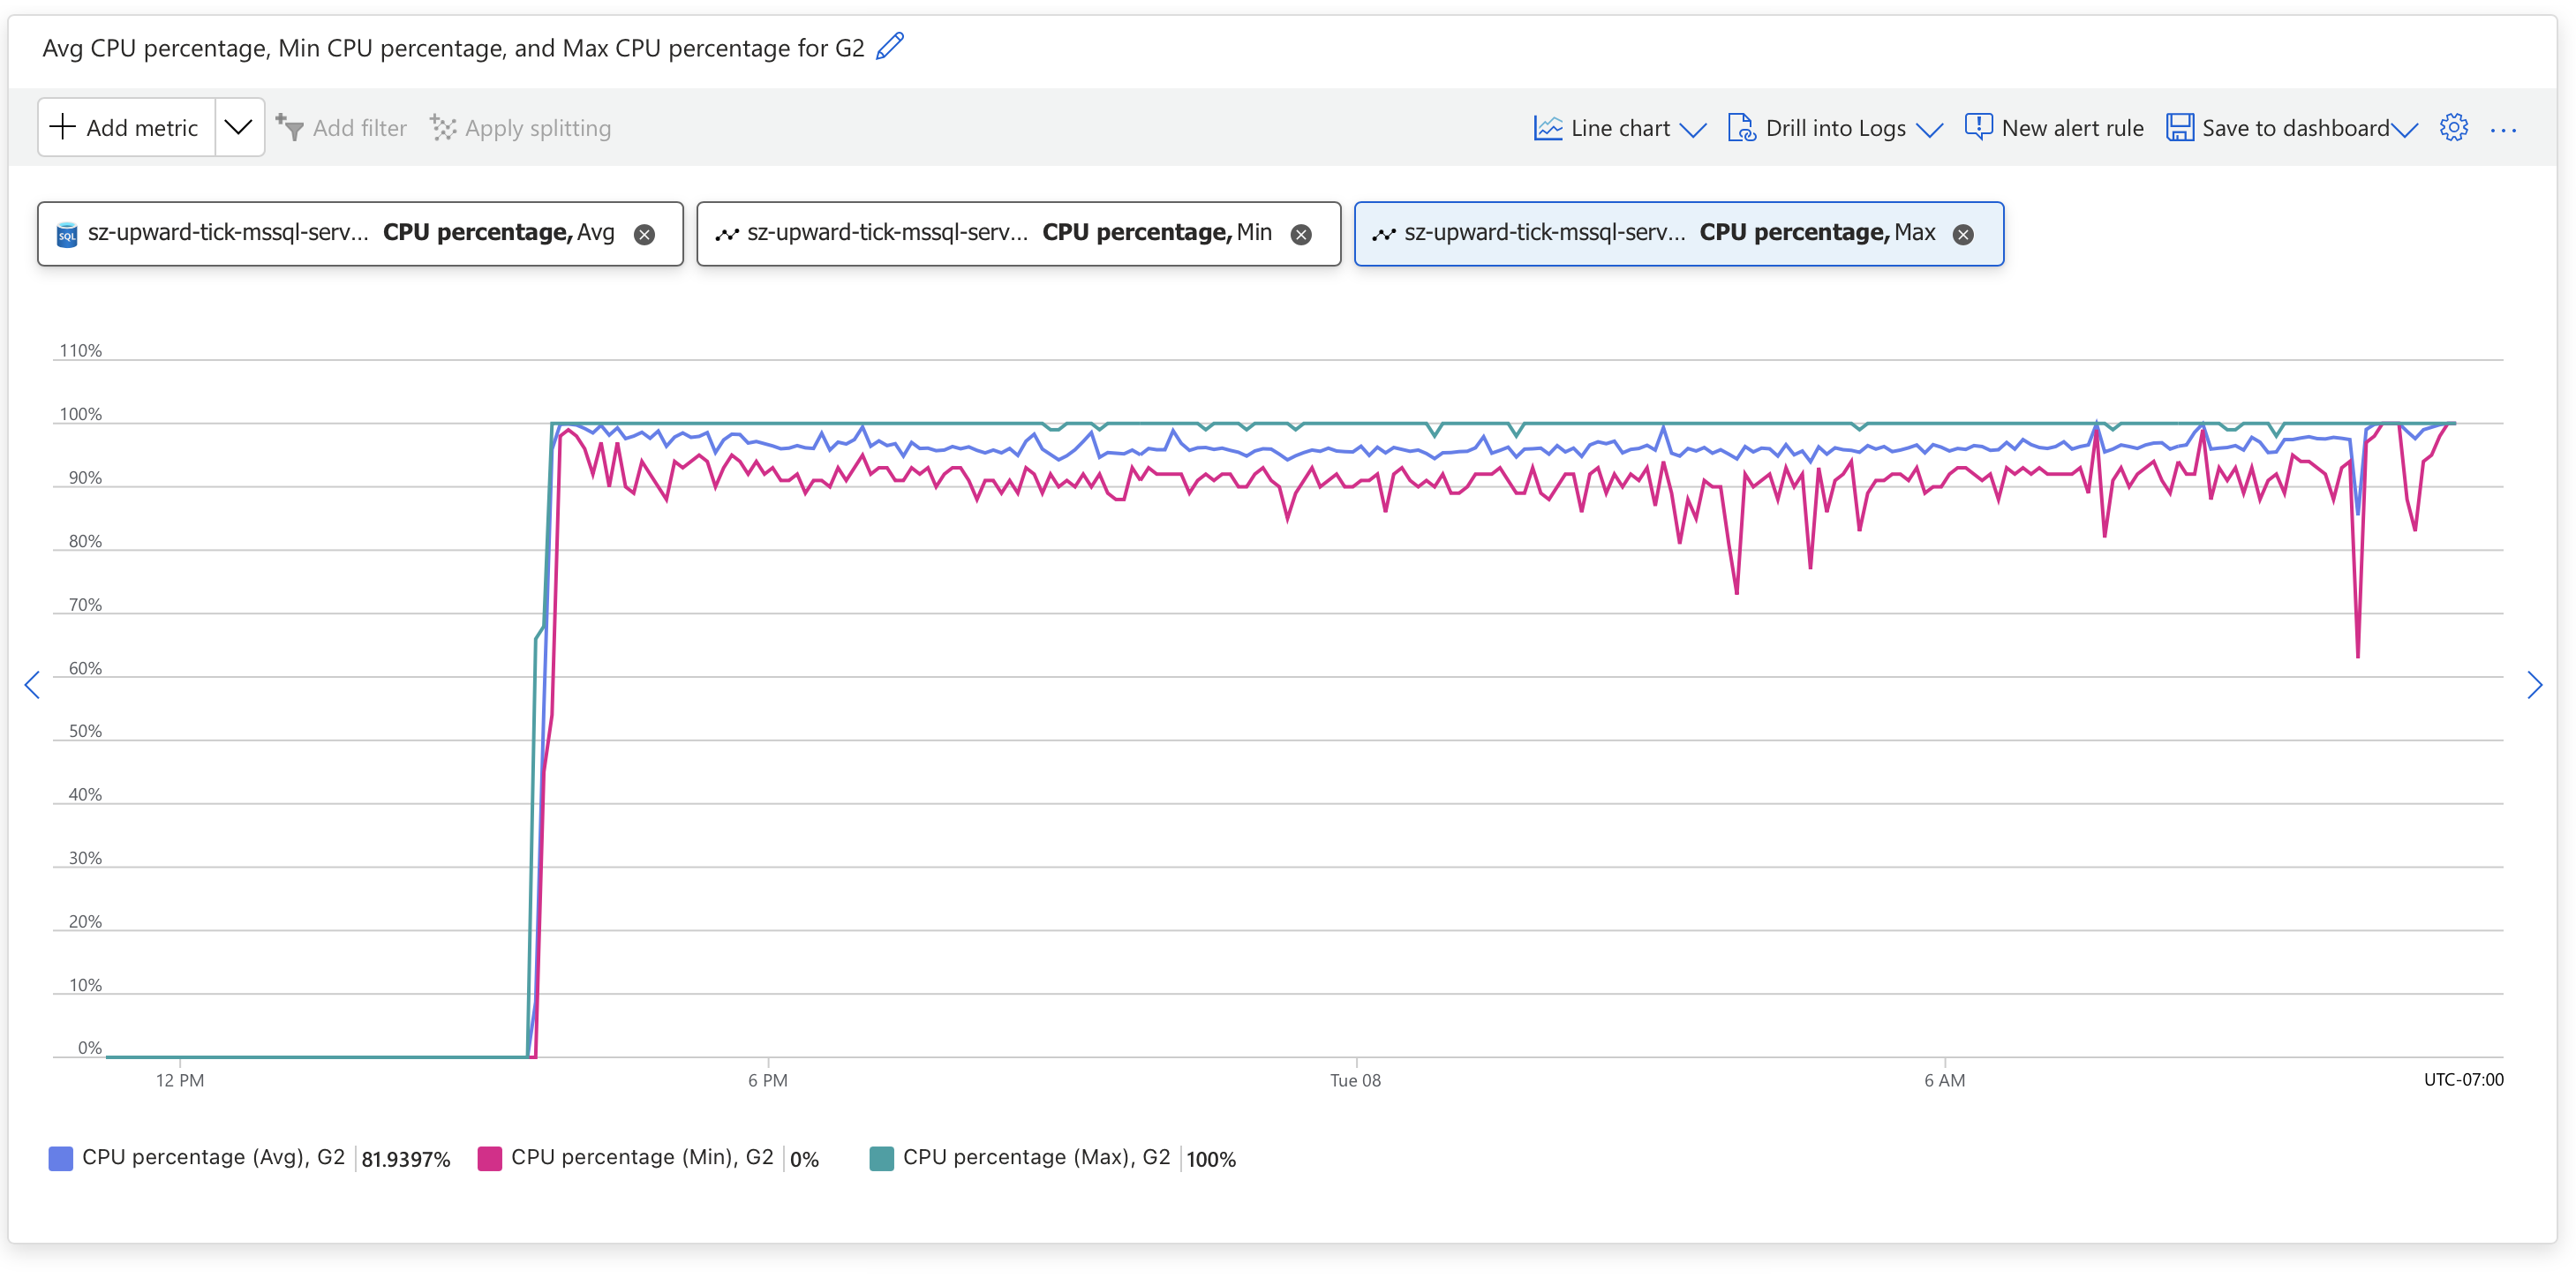 Avg CPU percentage, Min CPU percentage, and Max CPU percentage for G2
Add metric
Add filter
Apply splitting
Line chart
Drill into Logs
New alert rule
Save to dashboard
...
SQL
sz-upward-tick-mssql-serv... CPU percentage, Avg
sz-upward-tick-mssql-serv... CPU percentage, Min
sz-upward-tick-mssql-serv... CPU percentage, Max
110%
100%
90%
80%
70%
60%
50%
40%
30%
20%
10%
0%
12 PM
6 PM
Tue 08
6 AM
UTC-07:00
CPU percentage (Avg), G2 81.9397%
CPU percentage (Min), G2 0%
CPU percentage (Max), G2 100%